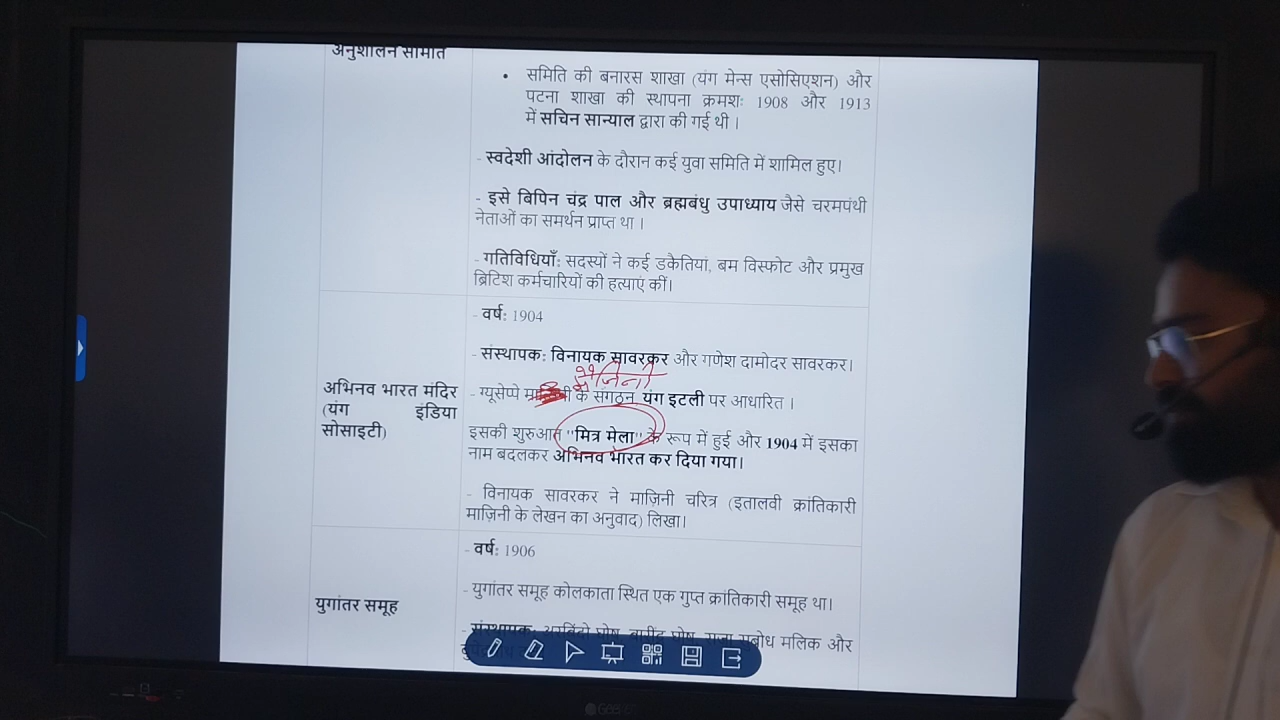 अनुशीलन समिति
• समिति की बनारस शाखा (यंग मेन्स एसोसिएशन) और
पटना शाखा की स्थापना क्रमशः 1908 और 1913
में सचिन सान्याल द्वारा की गई थी ।
- स्वदेशी आंदोलन के दौरान कई युवा समिति में शामिल हुए।
- इसे बिपिन चंद्र पाल और ब्रह्मबंधु उपाध्याय जैसे चरमपंथी
नेताओं का समर्थन प्राप्त था ।
- गतिविधियाँ: सदस्यों ने कई डकैतियां, बम विस्फोट और प्रमुख
ब्रिटिश कर्मचारियों की हत्याएं कीं।
अभिनव भारत मंदिर
(यंग इंडिया
सोसाइटी)
- वर्ष: 1904
- संस्थापक: विनायक सावरकर और गणेश दामोदर सावरकर।
- ग्यूसेप्पे के संगठन यंग इटली पर आधारित ।
इसकी शुरुआत "मित्र मेला" के रूप में हुई और 1904 में इसका
नाम बदलकर अभिनव भारत कर दिया गया।
- विनायक सावरकर ने माज़िनी चरित्र (इतालवी क्रांतिकारी
माज़िनी के लेखन का अनुवाद) लिखा।
युगांतर समूह
- वर्ष: 1906
- युगांतर समूह कोलकाता स्थित एक गुप्त क्रांतिकारी समूह था।
- संस्थापक: अरबिंदो घोष, बारींद्र घोष, राजा सुबोध मलिक और